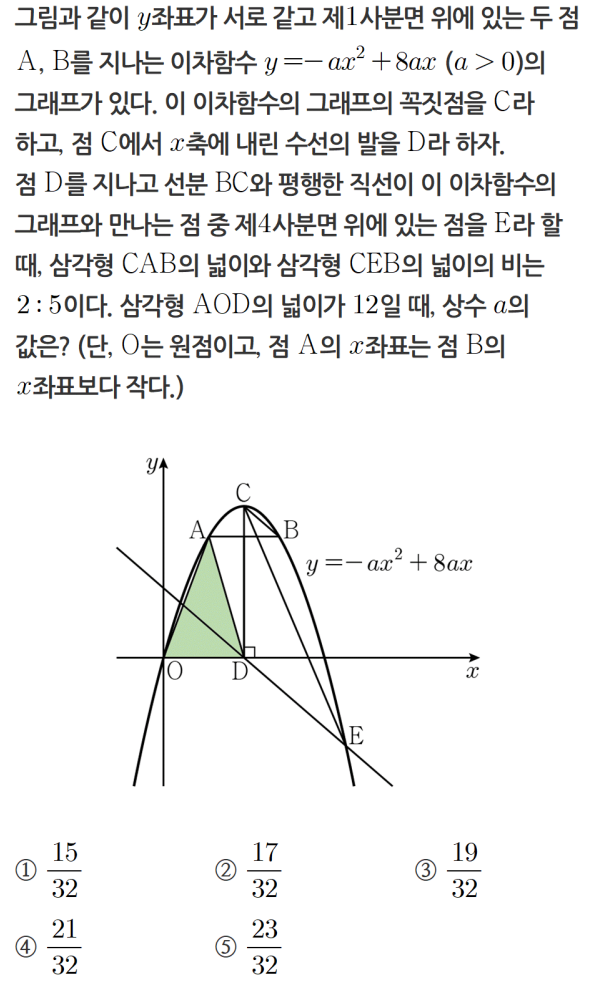 그림과 같이 y좌표가 서로 같고 제1사분면 위에 있는 두 점
A, B를 지나는 이차함수 y=-ax²+8ax (a>0)의
그래프가 있다. 이 이차함수의 그래프의 꼭짓점을 C라
하고, 점 C에서 x축에 내린 수선의 발을 D라 하자.
점 D를 지나고 선분 BC와 평행한 직선이 이 이차함수의
그래프와 만나는 점 중 제4사분면 위에 있는 점을 E라 할
때, 삼각형 CAB의 넓이와 삼각형 CEB의 넓이의 비는
2 : 5이다. 삼각형 AOD의 넓이가 12일 때, 상수 a의
값은? (단, O는 원점이고, 점 A의 x좌표는 점 B의
x좌표보다 작다.)
y
C
A B
y=-ax²+8ax
O D x
E
① 15/32 ② 17/32 ③ 19/32
④ 21/32 ⑤ 23/32